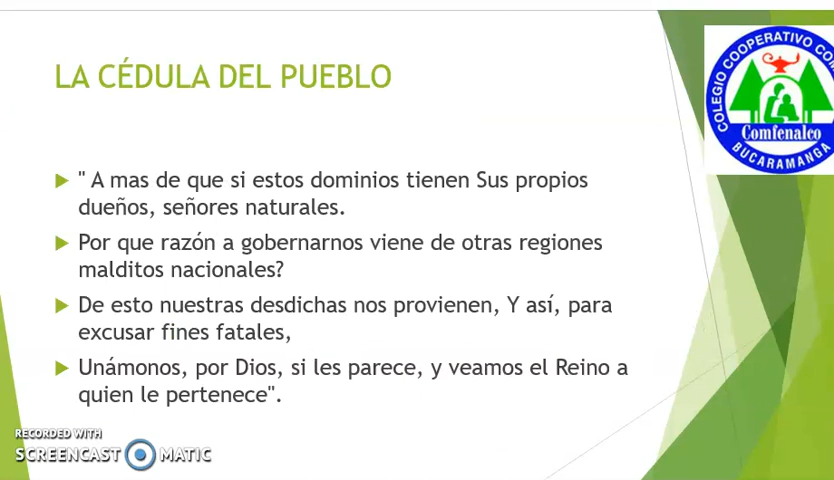 LA CÉDULA DEL PUEBLO
COLEGIO COOPERATIVO
Comfenalco
BUCARAMANGA
" A mas de que si estos dominios tienen Sus propios
dueños, señores naturales.
Por que razón a gobernarnos viene de otras regiones
malditos nacionales?
De esto nuestras desdichas nos provienen, Y así, para
excusar fines fatales,
Unámonos, por Dios, si les parece, y veamos el Reino a
quien le pertenece".
RECORDED WITH
SCREENCAST MATIC